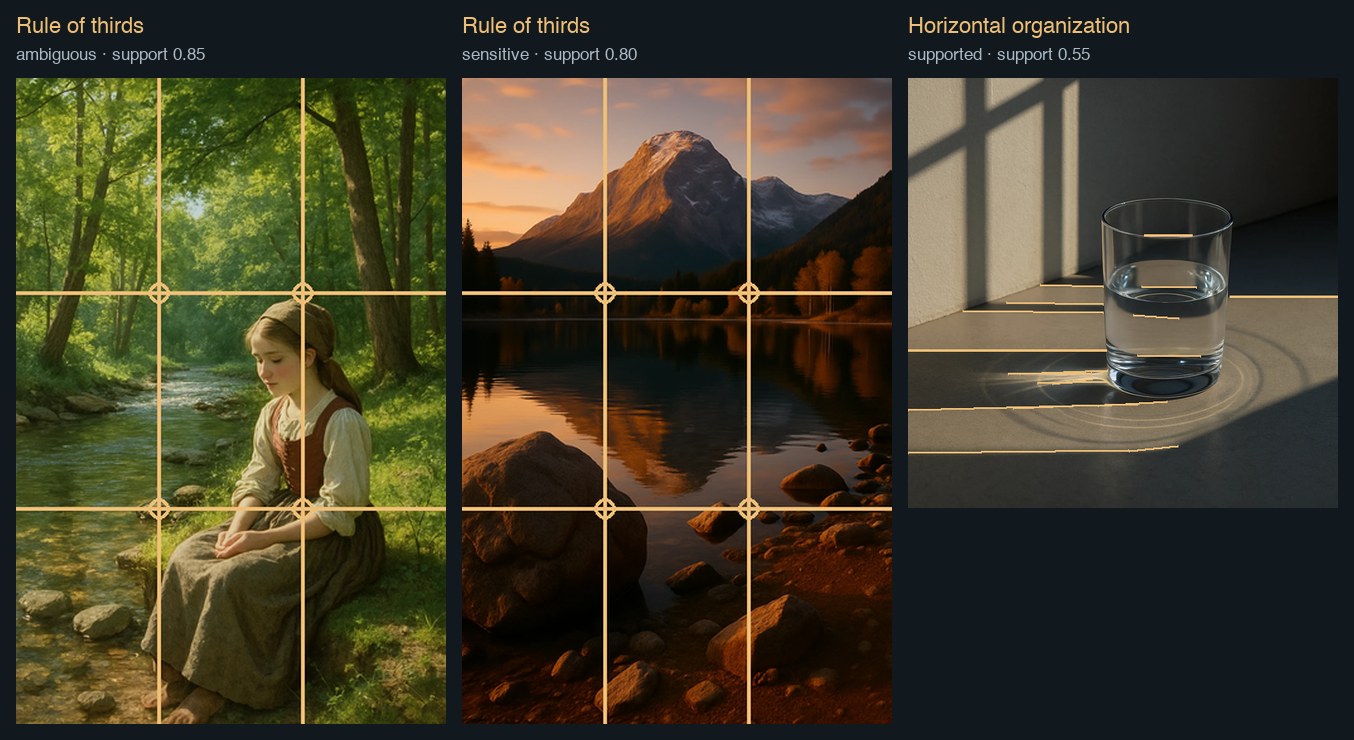 Rule of thirds
ambiguous · support 0.85
Rule of thirds
sensitive · support 0.80
Horizontal organization
supported · support 0.55